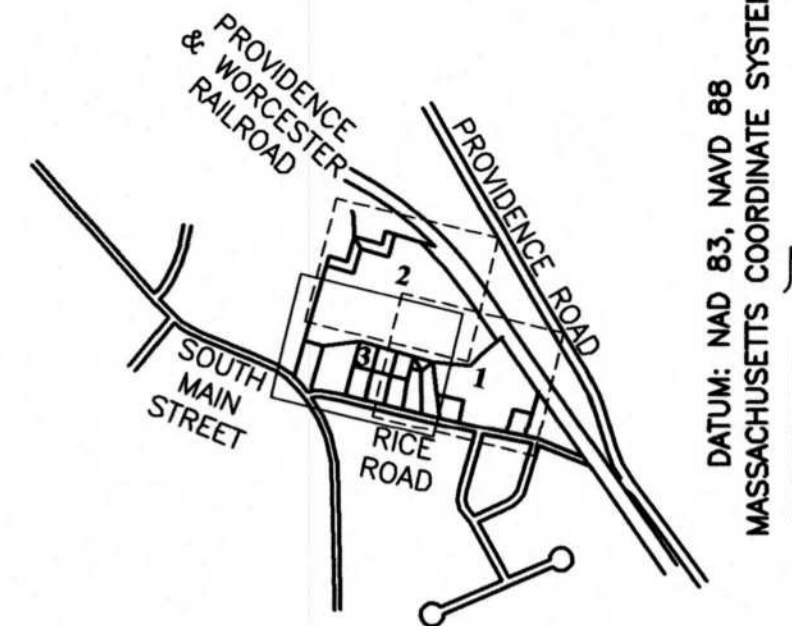 PROVIDENCE
& WORCESTER
RAILROAD
PROVIDENCE ROAD
2
3
1
SOUTH
MAIN
STREET
RICE
ROAD
DATUM: NAD 83, NAVD 88
MASSACHUSETTS COORDINATE